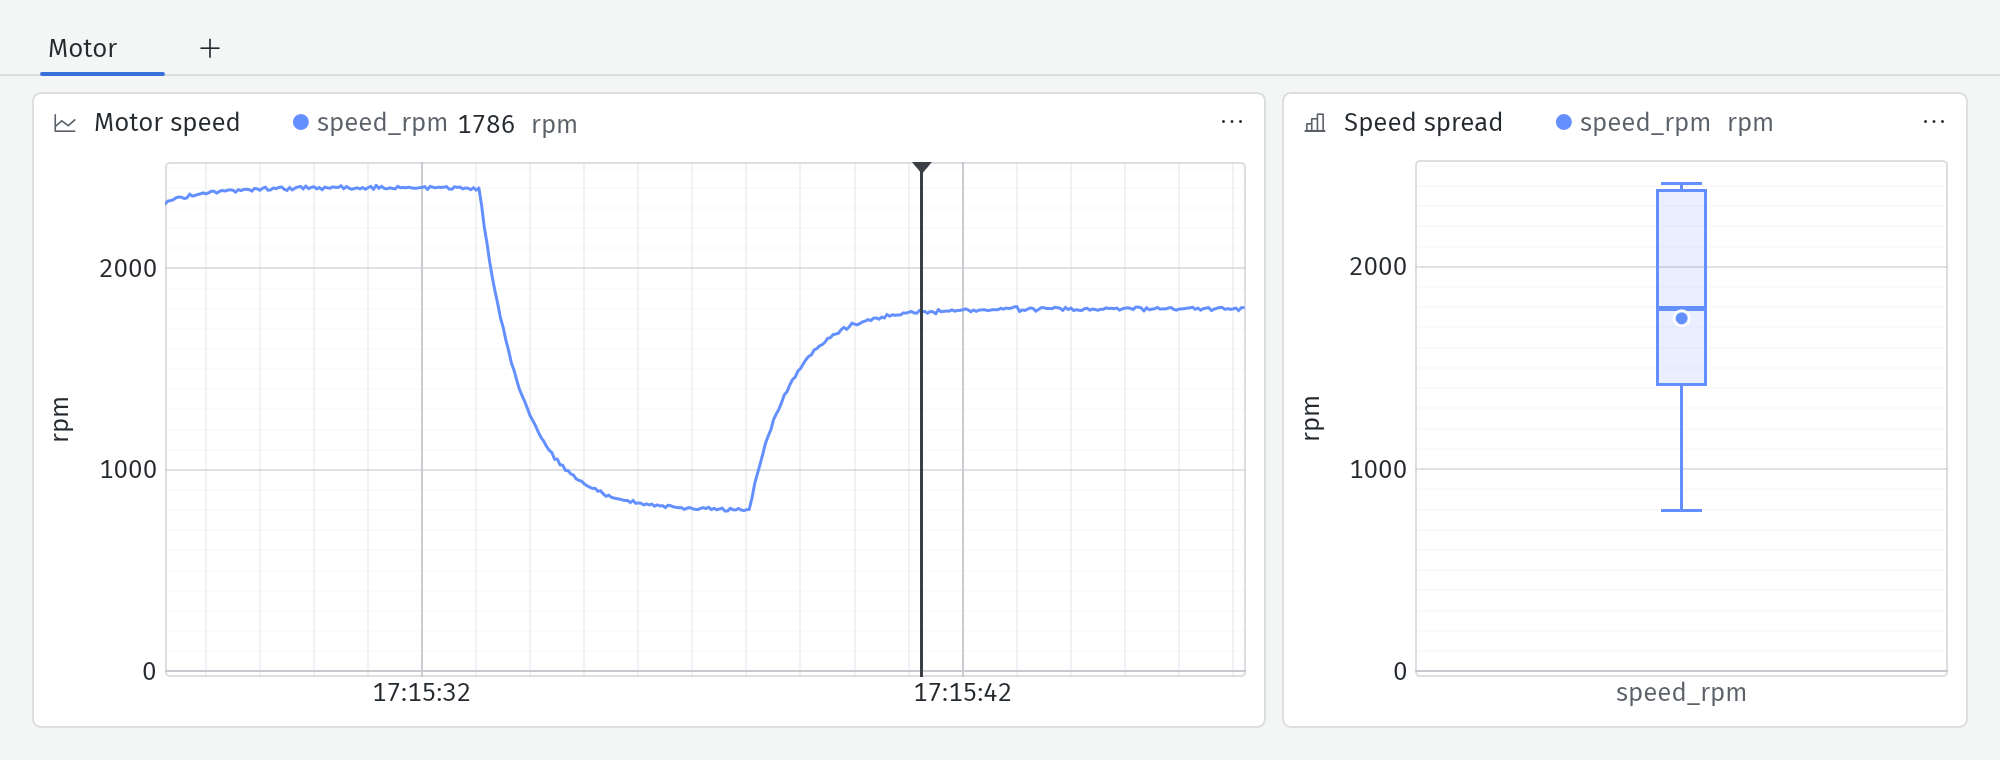 Motor +
Motor speed speed_rpm 1786 rpm ...
2000
1000
0
rpm
17:15:32 17:15:42
Speed spread speed_rpm rpm ...
2000
1000
0
rpm
speed_rpm